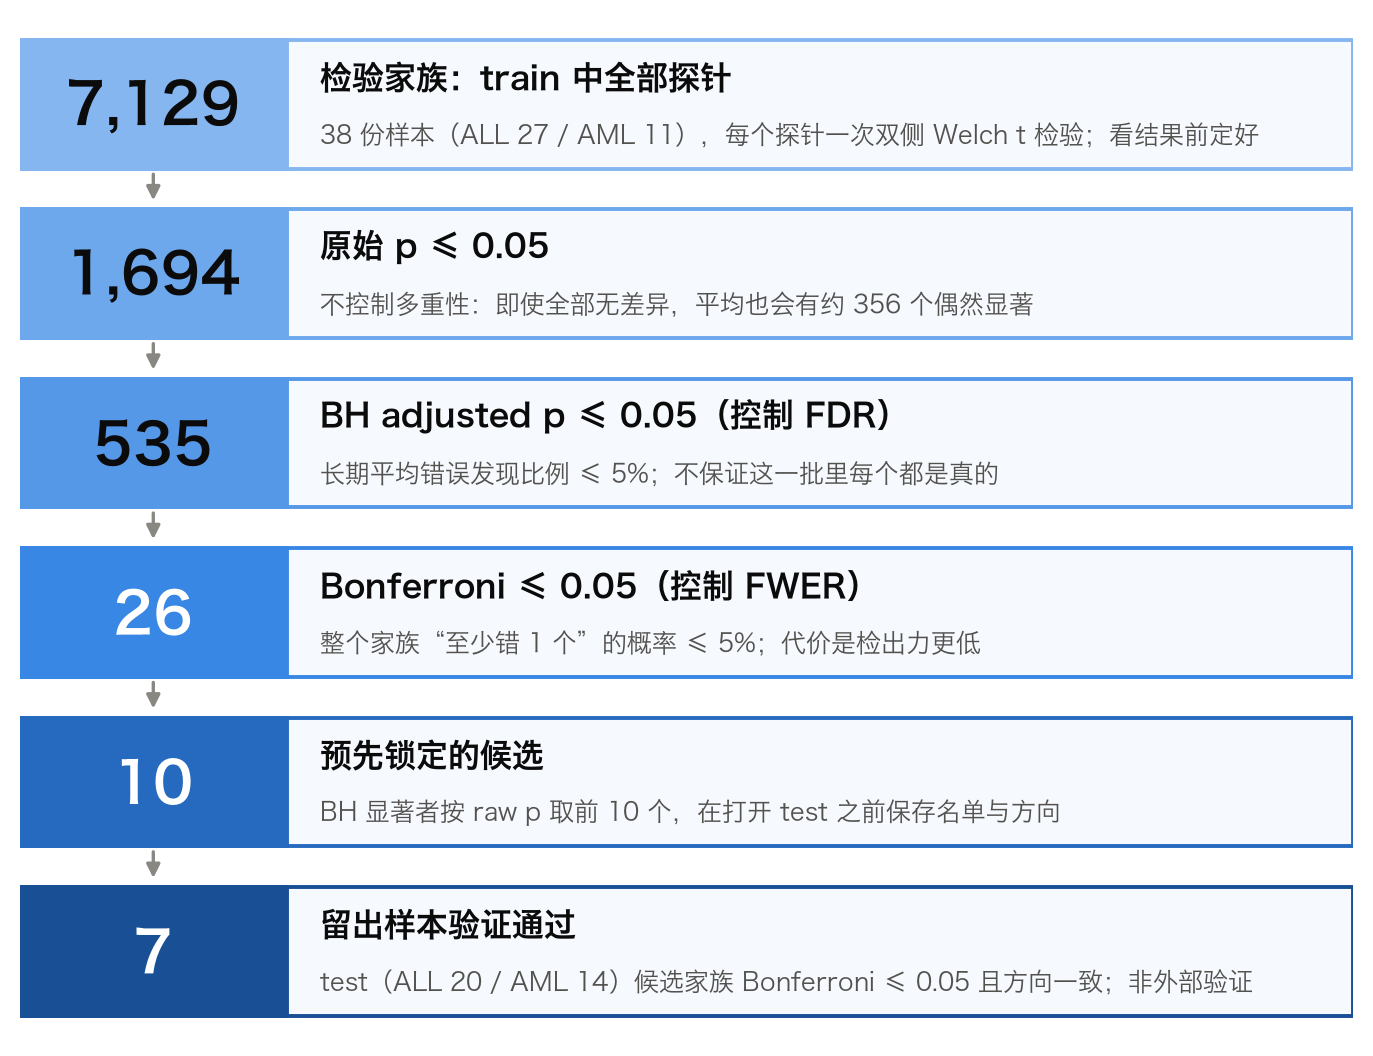 7,129
检验家族：train 中全部探针
38 份样本（ALL 27 / AML 11），每个探针一次双侧 Welch t 检验；看结果前定好
1,694
原始 p ⩽ 0.05
不控制多重性：即使全部无差异，平均也会有约 356 个偶然显著
535
BH adjusted p ⩽ 0.05（控制 FDR）
长期平均错误发现比例 ⩽ 5%；不保证这一批里每个都是真的
26
Bonferroni ⩽ 0.05（控制 FWER）
整个家族“至少错 1 个”的概率 ⩽ 5%；代价是检出力更低
10
预先锁定的候选
BH 显著者按 raw p 取前 10 个，在打开 test 之前保存名单与方向
7
留出样本验证通过
test（ALL 20 / AML 14）候选家族 Bonferroni ⩽ 0.05 且方向一致；非外部验证